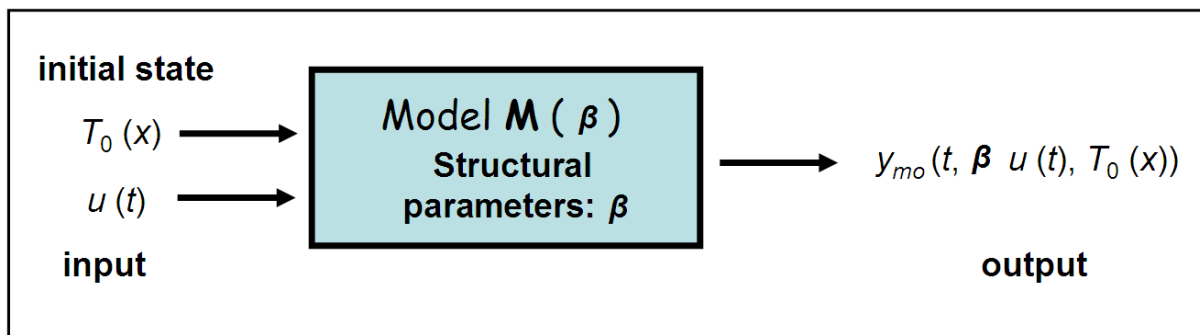 initial state
T₀ (x)
u (t)
input
Model M ( β )
Structural
parameters: β
yₘₒ (t, β u (t), T₀ (x))
output